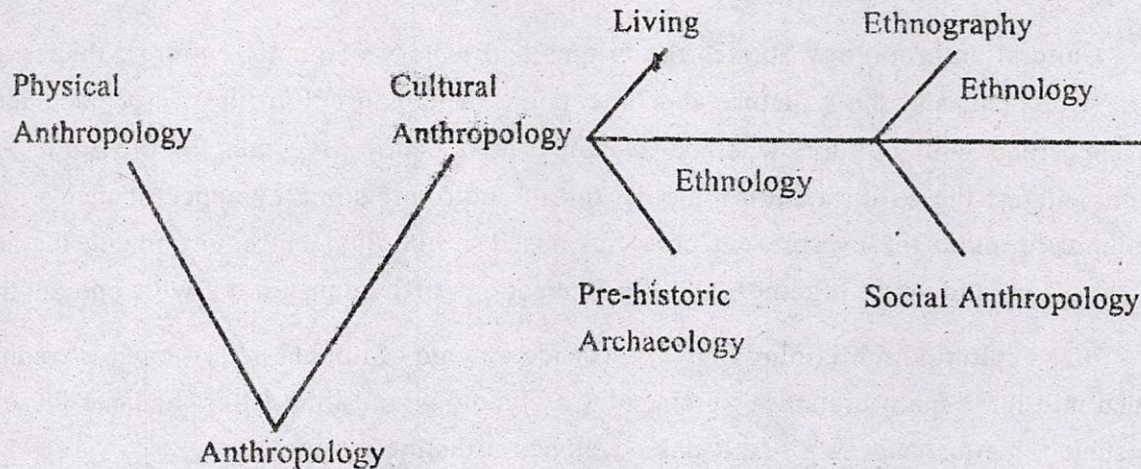 Living
Ethnography
Physical
Anthropology
Cultural
Anthropology
Ethnology
Ethnology
Pre-historic
Archaeology
Social Anthropology
Anthropology